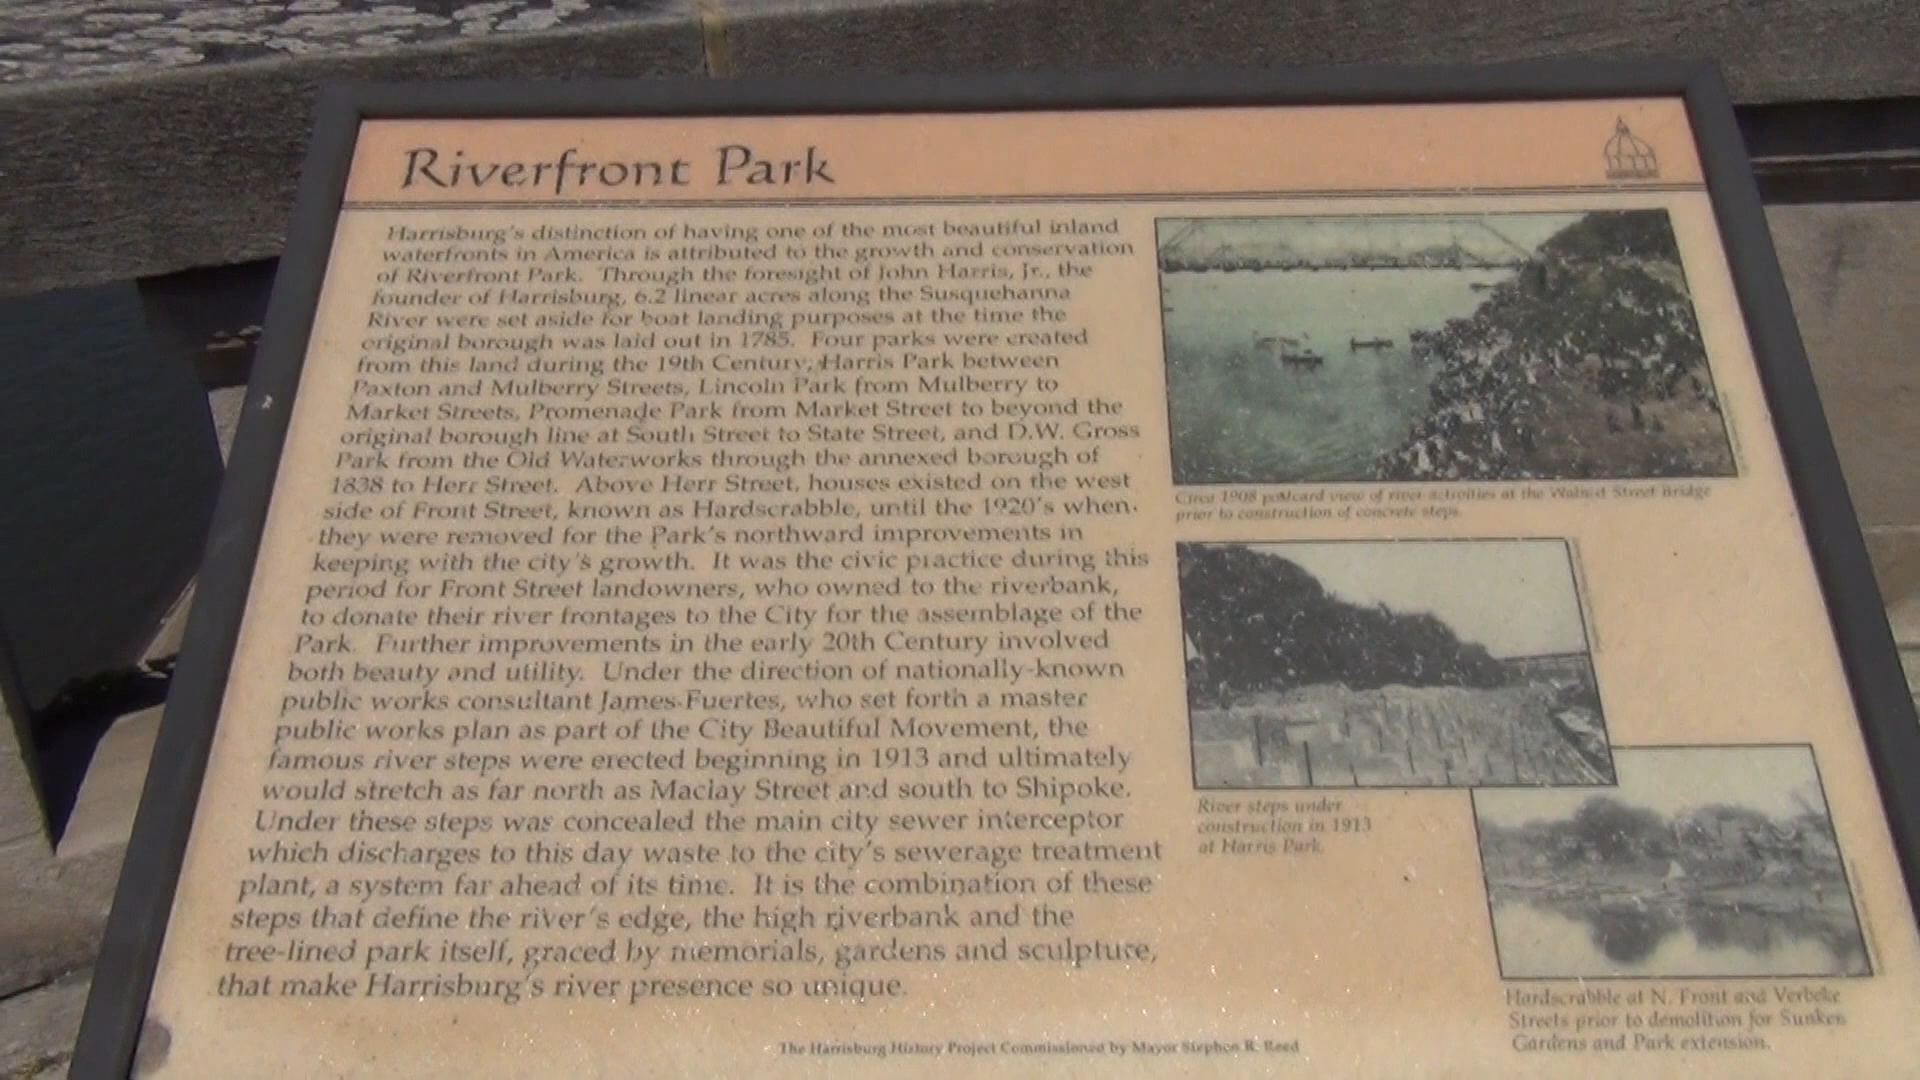 Riverfront Park
Harrisburg's distinction of having one of the most beautiful inland
waterfronts in America is attributed to the growth and conservation
of Riverfront Park. Through the foresight of John Harris, Jr., the
founder of Harrisburg, 6.2 linear acres along the Susquehanna
River were set aside for boat landing purposes at the time the
original borough was laid out in 1785. Four parks were created
from this land during the 19th Century; Harris Park between
Paxton and Mulberry Streets, Lincoln Park from Mulberry to
Market Streets, Promenade Park from Market Street to beyond the
original borough line at South Street to State Street, and D.W. Gross
Park from the Old Waterworks through the annexed borough of
1838 to Herr Street. Above Herr Street, houses existed on the west
side of Front Street, known as Hardscrabble, until the 1920's when
they were removed for the Park's northward improvements in
keeping with the city's growth. It was the civic practice during this
period for Front Street landowners, who owned to the riverbank,
to donate their river frontages to the City for the assemblage of the
Park. Further improvements in the early 20th Century involved
both beauty and utility. Under the direction of nationally-known
public works consultant James Fuertes, who set forth a master
public works plan as part of the City Beautiful Movement, the
famous river steps were erected beginning in 1913 and ultimately
would stretch as far north as Maclay Street and south to Shipoke.
Under these steps was concealed the main city sewer interceptor
which discharges to this day waste to the city's sewerage treatment
plant, a system far ahead of its time. It is the combination of these
steps that define the river's edge, the high riverbank and the
tree-lined park itself, graced by memorials, gardens and sculpture,
that make Harrisburg's river presence so unique.
Circa 1908 postcard view of river activities at the Walnut Street Bridge
prior to construction of concrete steps.
River steps under
construction in 1913
at Harris Park.
Hardscrabble at N. Front and Verbeke
Streets prior to demolition for Sunken
Gardens and Park extension.
The Harrisburg History Project Commissioned by Mayor Stephen R. Reed